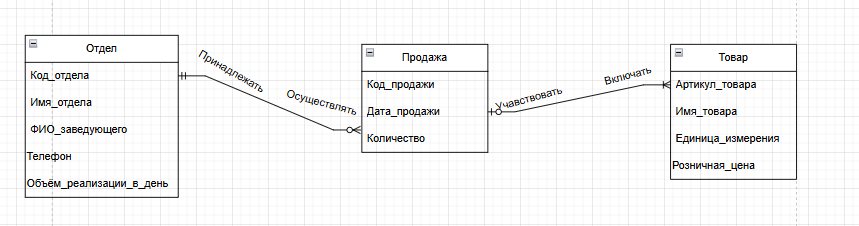 Отдел
Код_отдела
Имя_отдела
ФИО_заведующего
Телефон
Объём_реализации_в_день
Принадлежать
Осуществлять
Продажа
Код_продажи
Дата_продажи
Количество
Учавствовать
Включать
Товар
Артикул_товара
Имя_товара
Единица_измерения
Розничная_цена